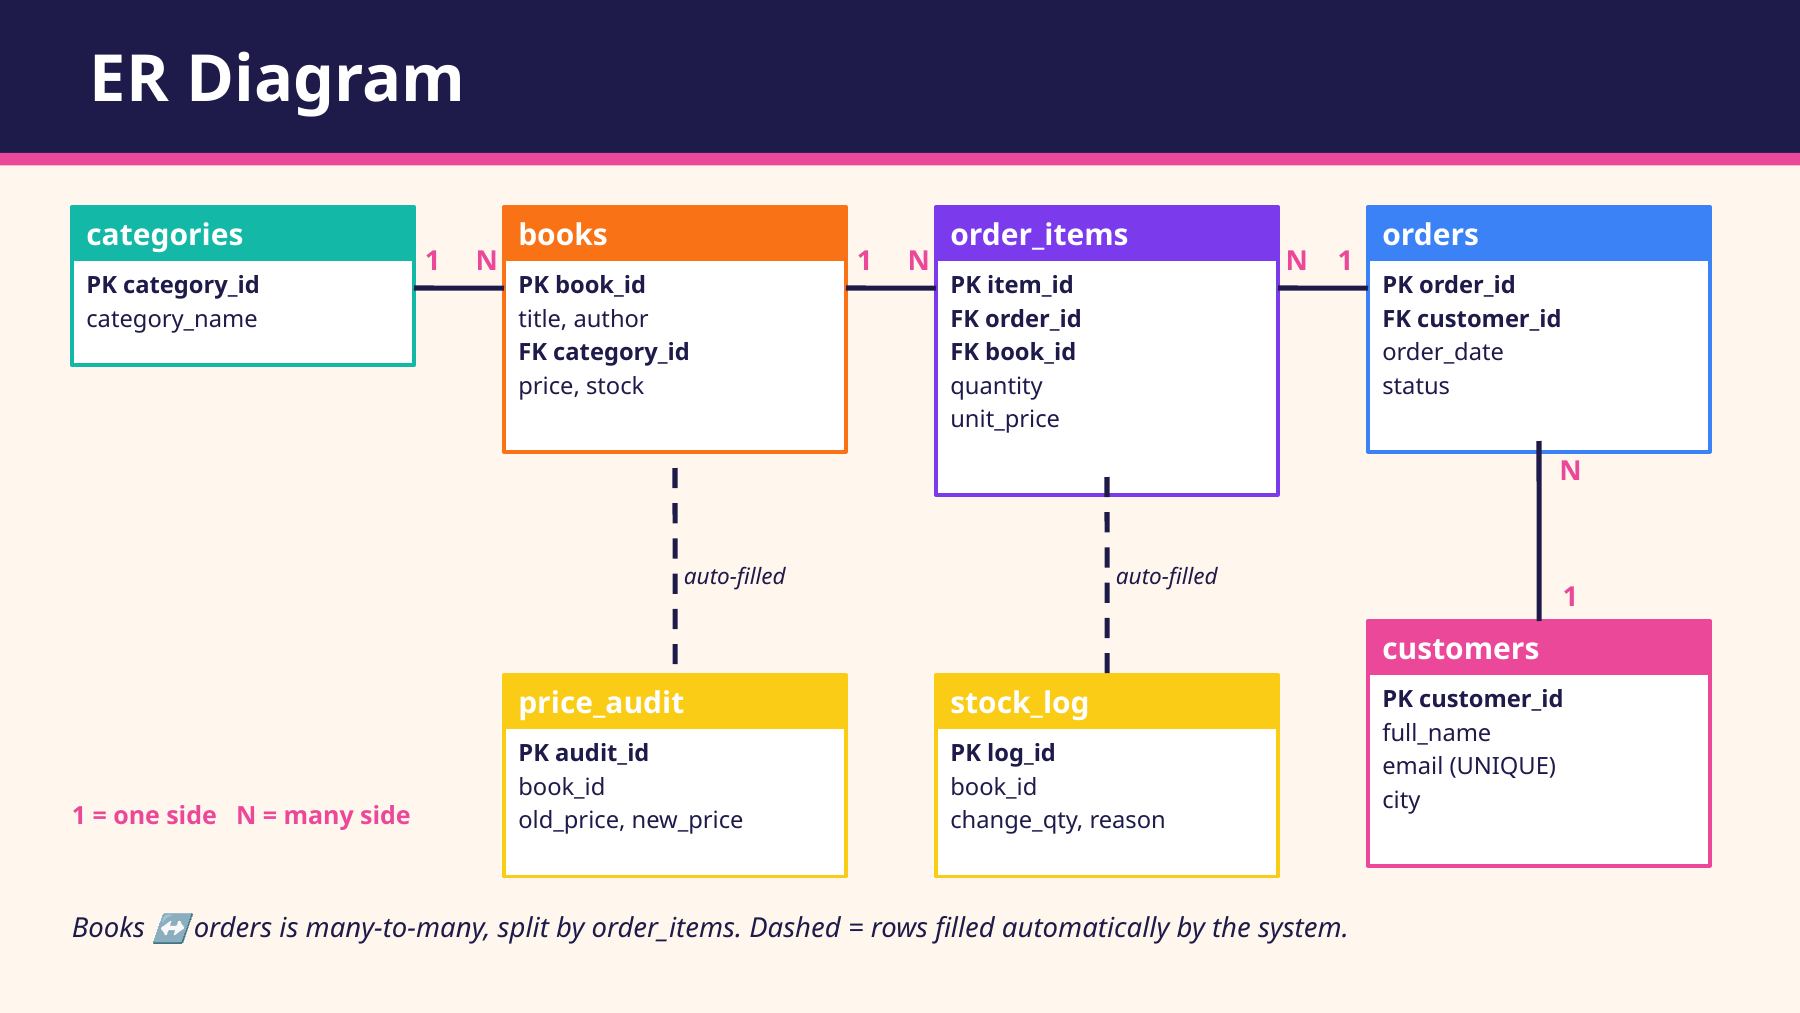 ER Diagram
categories
PK category_id
category_name
1 N
books
PK book_id
title, author
FK category_id
price, stock
1 N
order_items
PK item_id
FK order_id
FK book_id
quantity
unit_price
N 1
orders
PK order_id
FK customer_id
order_date
status
N
1
auto-filled
auto-filled
price_audit
PK audit_id
book_id
old_price, new_price
stock_log
PK log_id
book_id
change_qty, reason
customers
PK customer_id
full_name
email (UNIQUE)
city
1 = one side N = many side
Books ↔️ orders is many-to-many, split by order_items. Dashed = rows filled automatically by the system.